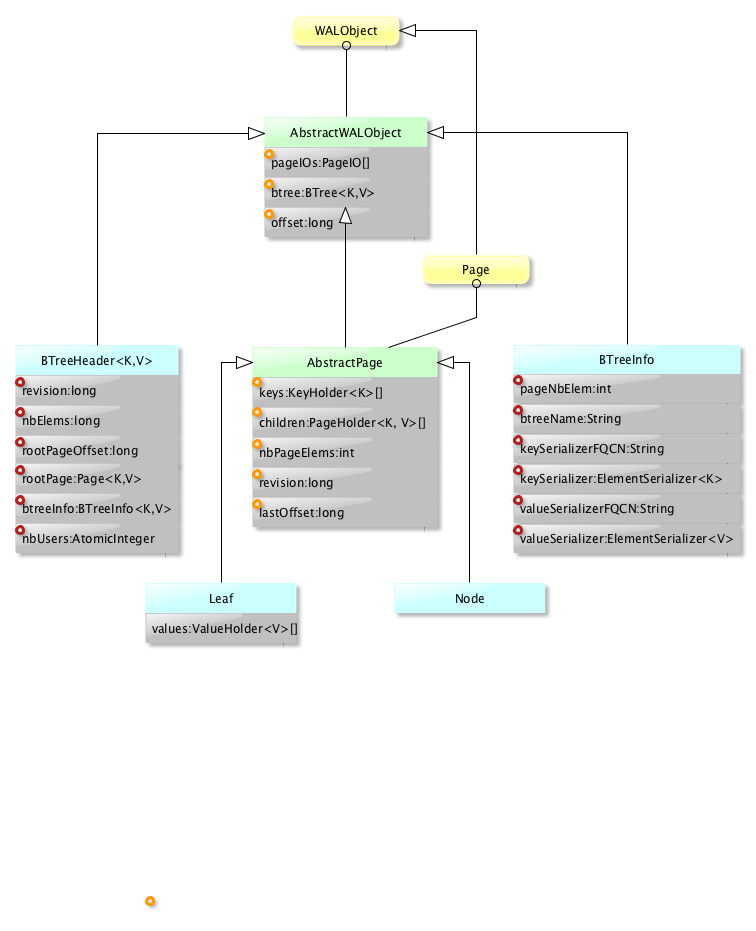 WALObject
AbstractWALObject
pageIOs:PageIO[]
btree:BTree<K,V>
offset:long
Page
BTreeHeader<K,V>
revision:long
nbElems:long
rootPageOffset:long
rootPage:Page<K,V>
btreeInfo:BTreeInfo<K,V>
nbUsers:AtomicInteger
AbstractPage
keys:KeyHolder<K>[]
children:PageHolder<K, V>[]
nbPageElems:int
revision:long
lastOffset:long
BTreeInfo
pageNbElem:int
btreeName:String
keySerializerFQCN:String
keySerializer:ElementSerializer<K>
valueSerializerFQCN:String
valueSerializer:ElementSerializer<V>
Leaf
values:ValueHolder<V>[]
Node